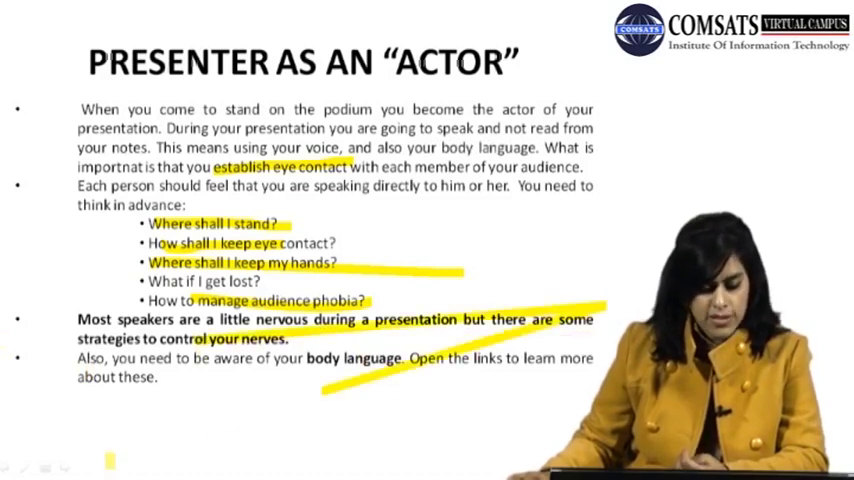 COMSATS VIRTUAL CAMPUS
COMSATS
Institute Of Information Technology
PRESENTER AS AN “ACTOR”
• When you come to stand on the podium you become the actor of your
presentation. During your presentation you are going to speak and not read from
your notes. This means using your voice, and also your body language. What is
importnat is that you establish eye contact with each member of your audience.
• Each person should feel that you are speaking directly to him or her. You need to
think in advance:
• Where shall I stand?
• How shall I keep eye contact?
• Where shall I keep my hands?
• What if I get lost?
• How to manage audience phobia?
• Most speakers are a little nervous during a presentation but there are some
strategies to control your nerves.
• Also, you need to be aware of your body language. Open the links to learn more
about these.